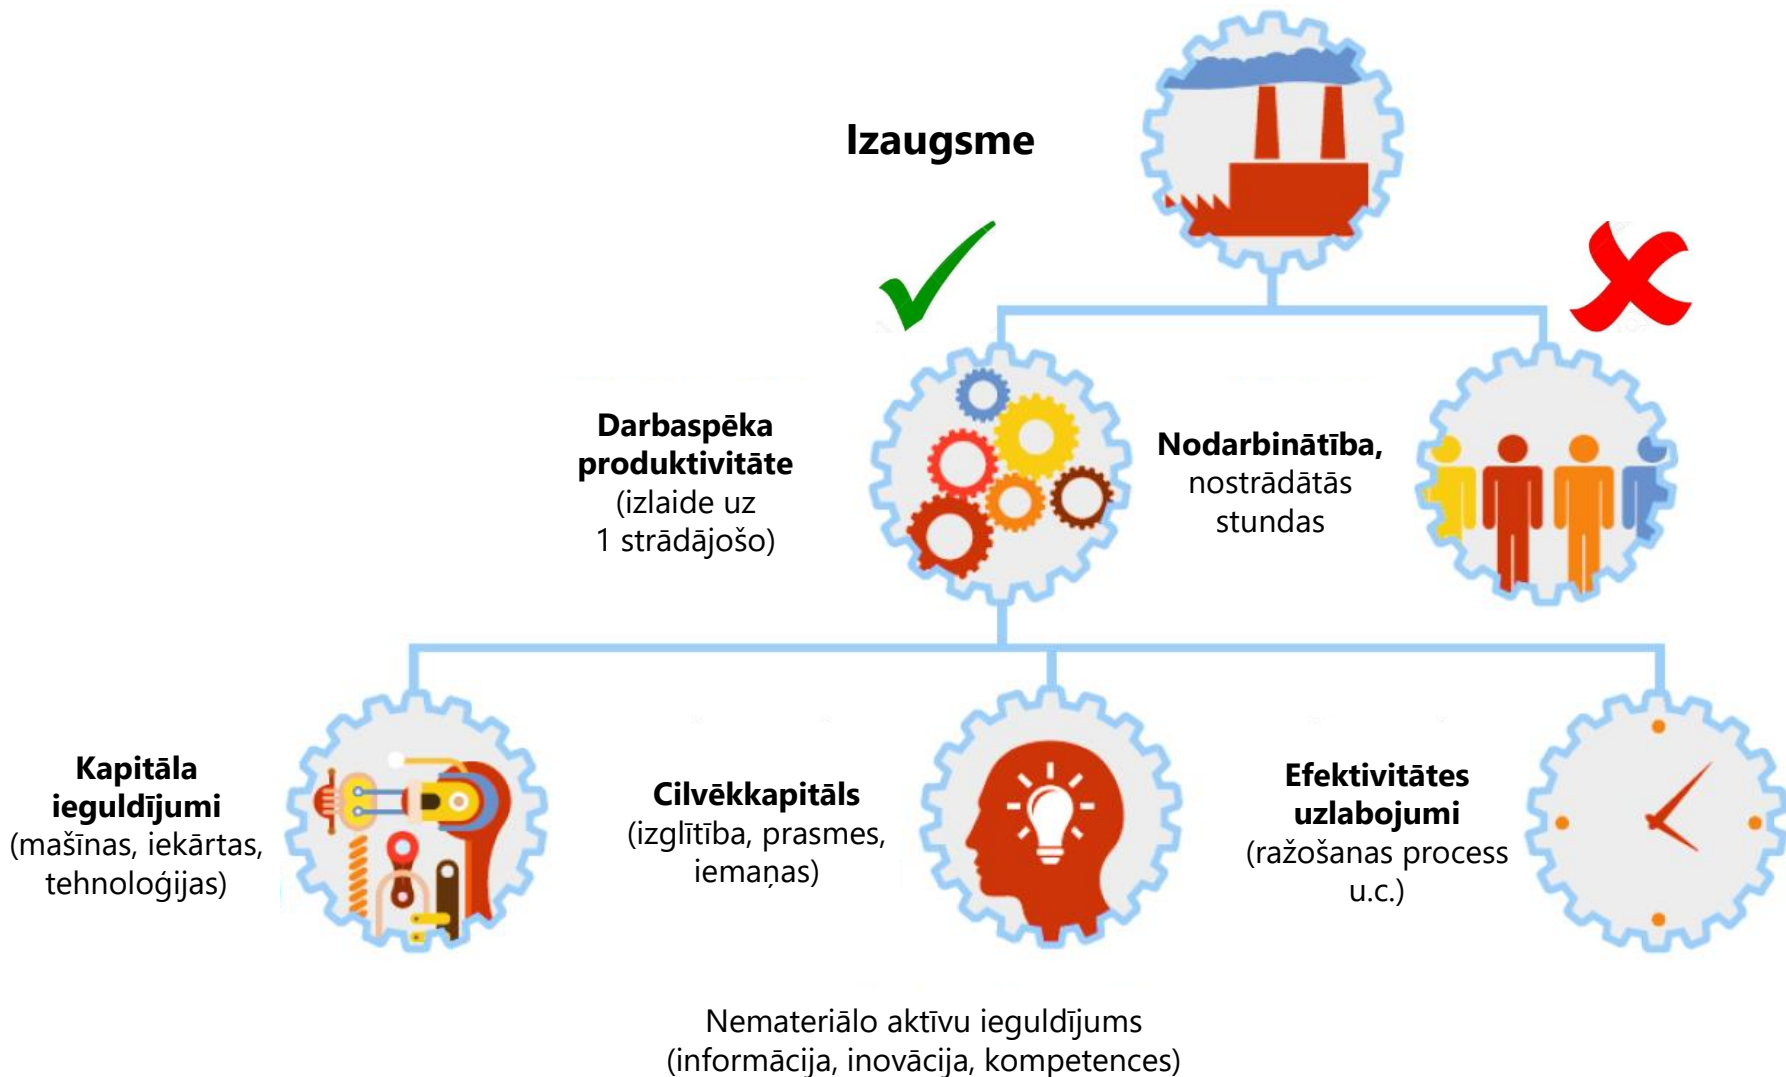 Izaugsme
Darbaspēka
produktivitāte
(izlaide uz
1 strādājošo)
Nodarbinātība,
nostrādātās
stundas
Kapitāla
ieguldījumi
(mašīnas, iekārtas,
tehnoloģijas)
Cilvēkkapitāls
(izglītība, prasmes,
iemaņas)
Efektivitātes
uzlabojumi
(ražošanas process
u.c.)
Nemateriālo aktīvu ieguldījums
(informācija, inovācija, kompetences)